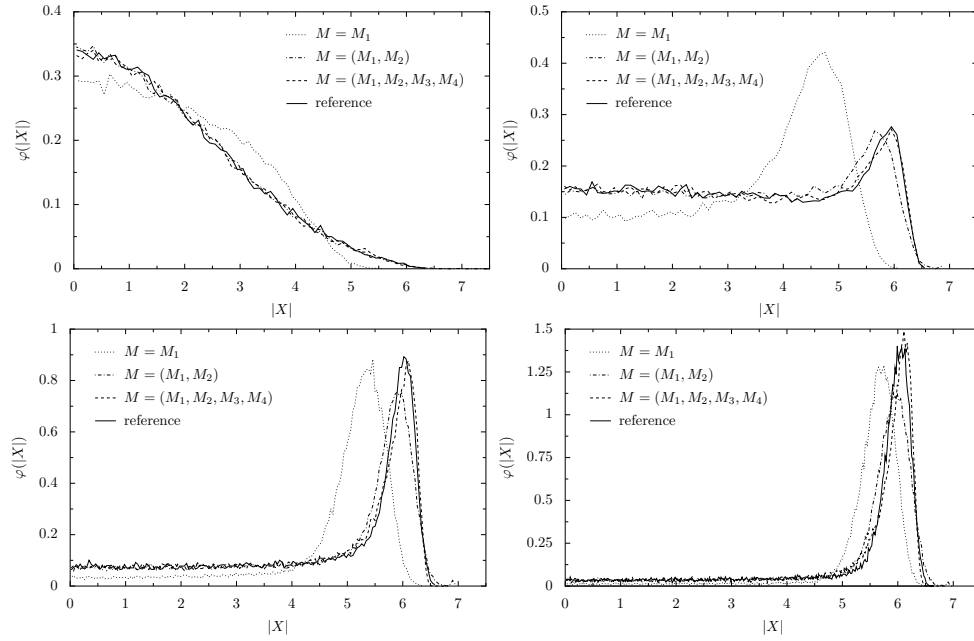 0.4
0.3
0.2
0.1
0
φ(|X|)
M = M₁
M = (M₁, M₂)
M = (M₁, M₂, M₃, M₄)
reference
0 1 2 3 4 5 6 7
|X|
0.5
0.4
0.3
0.2
0.1
0
φ(|X|)
M = M₁
M = (M₁, M₂)
M = (M₁, M₂, M₃, M₄)
reference
0 1 2 3 4 5 6 7
|X|
1
0.8
0.6
0.4
0.2
0
φ(|X|)
M = M₁
M = (M₁, M₂)
M = (M₁, M₂, M₃, M₄)
reference
0 1 2 3 4 5 6 7
|X|
1.5
1.25
1
0.75
0.5
0.25
0
φ(|X|)
M = M₁
M = (M₁, M₂)
M = (M₁, M₂, M₃, M₄)
reference
0 1 2 3 4 5 6 7
|X|